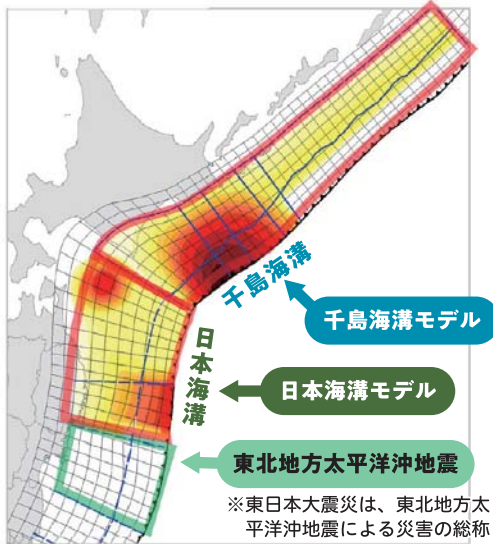 千島海溝
千島海溝モデル
日本海溝
日本海溝モデル
東北地方太平洋沖地震
※東日本大震災は、東北地方太
平洋沖地震による災害の総称